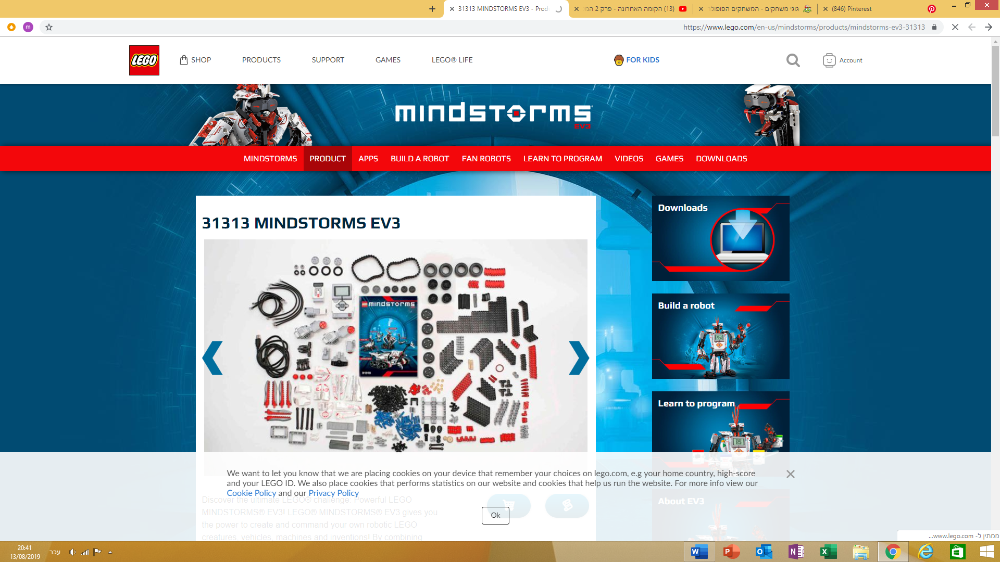 31313 MINDSTORMS EV3 - Prod
(13) הקומה האחרונה - פרק 2 המ
גוגי משחקים - המשחקים הפופולר
(846) Pinterest
m
https://www.lego.com/en-us/mindstorms/products/mindstorms-ev3-31313
LEGO
SHOP
PRODUCTS
SUPPORT
GAMES
LEGO® LIFE
FOR KIDS
Account
mindstorms
EV3
MINDSTORMS
PRODUCT
APPS
BUILD A ROBOT
FAN ROBOTS
LEARN TO PROGRAM
VIDEOS
GAMES
DOWNLOADS
31313 MINDSTORMS EV3
mindstorms
31313
Downloads
Build a robot
Learn to program
About EV3
We want to let you know that we are placing cookies on your device that remember your choices on lego.com, e.g your home country, high-score
and your LEGO ID. We also place cookies that performs statistics on our website and cookies that help us run the website. For more info view our
Cookie Policy and our Privacy Policy
Ok
Discover the ultimate LEGO® challenge: Powerful LEGO
MINDSTORMS® EV3! LEGO® MINDSTORMS® EV3 gives you
the power to create and command your own robotic LEGO
creatures, vehicles, machines and inventions! By combining
ממתין ל- www.lego.com...
20:41
13/08/2019
עבר